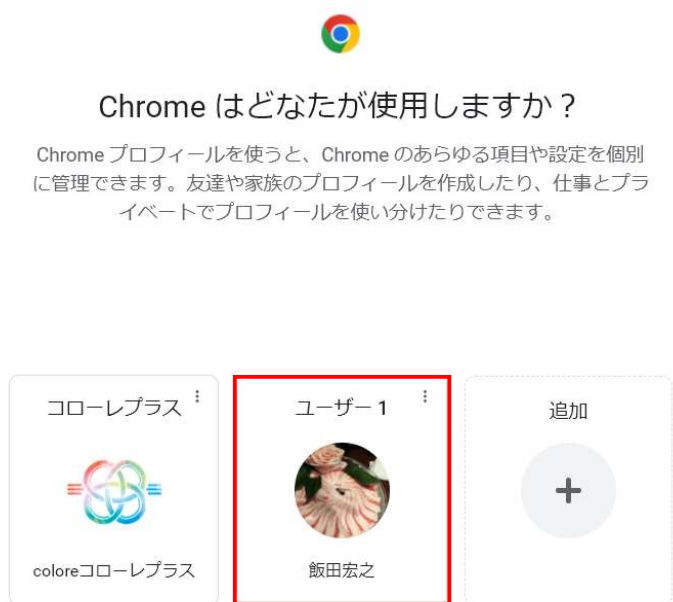 Chrome はどなたが使用しますか？
Chrome プロフィールを使うと、Chrome のあらゆる項目や設定を個別
に管理できます。友達や家族のプロフィールを作成したり、仕事とプラ
イベートでプロフィールを使い分けたりできます。
コローレプラス
ユーザー 1
追加
coloreコローレプラス
飯田宏之